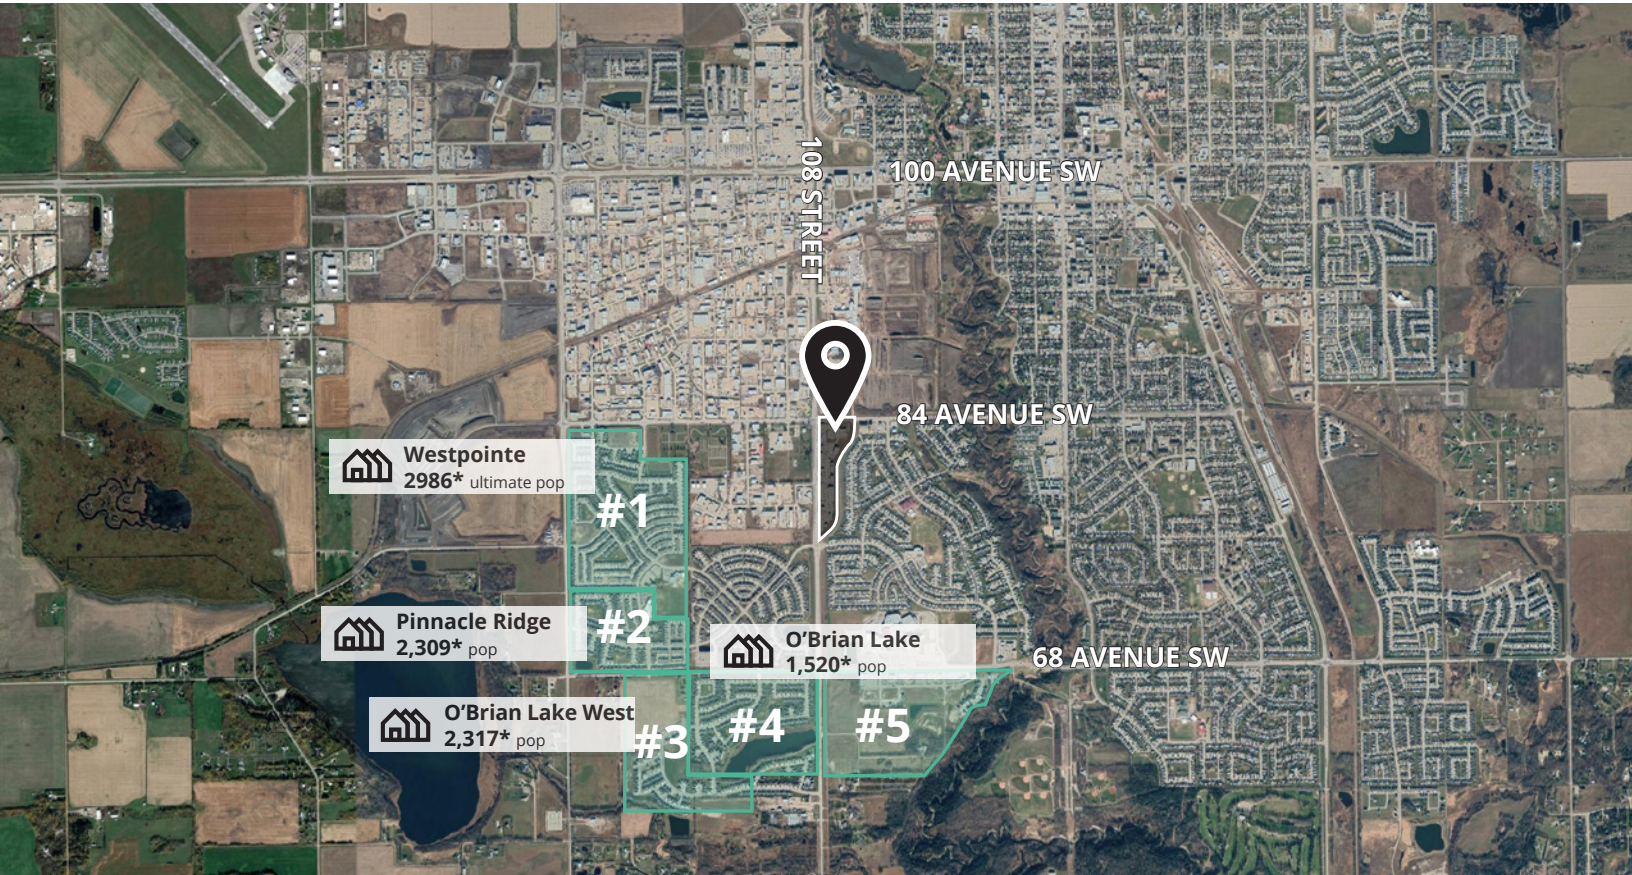 108 STREET
100 AVENUE SW
84 AVENUE SW
Westpointe
2986* ultimate pop
#1
Pinnacle Ridge
2,309* pop
#2
O’Brian Lake
1,520* pop
68 AVENUE SW
O’Brian Lake West
2,317* pop
#3
#4
#5